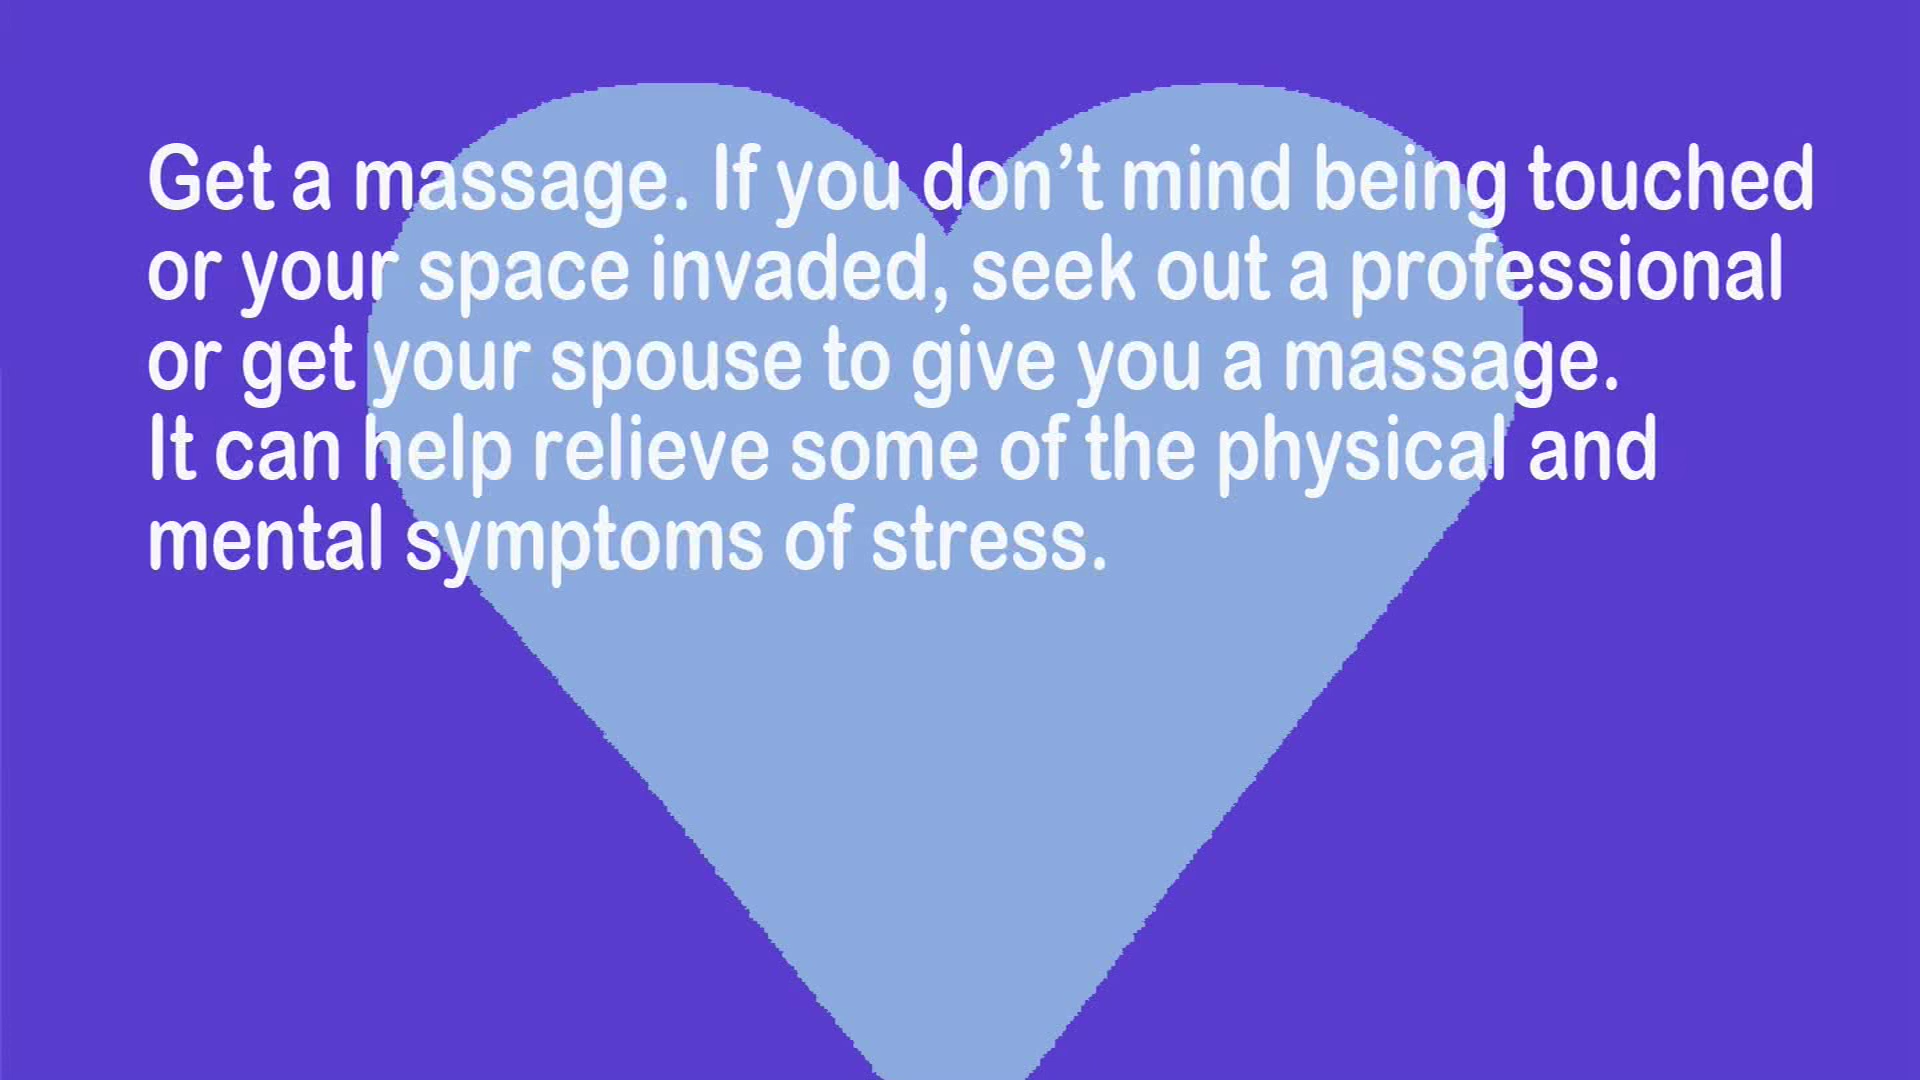 Get a massage. If you don’t mind being touched
or your space invaded, seek out a professional
or get your spouse to give you a massage.
It can help relieve some of the physical and
mental symptoms of stress.